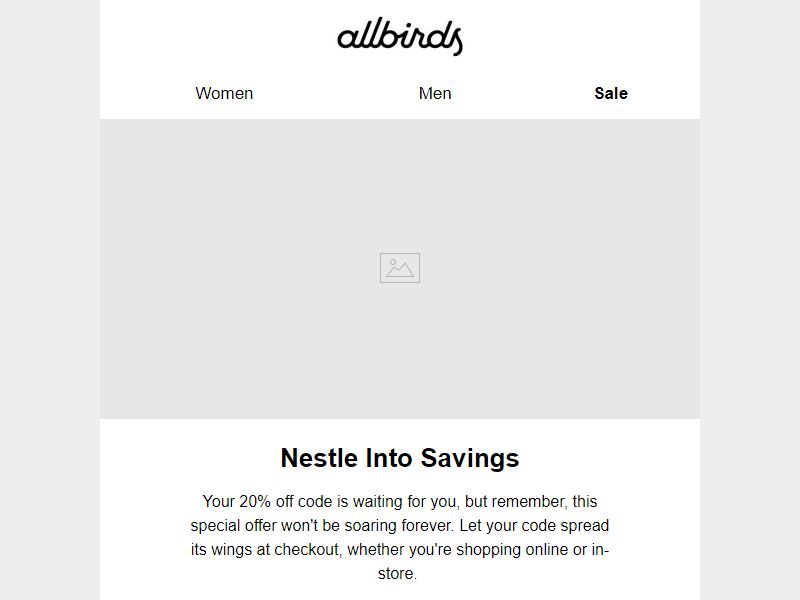 allbirds
Women Men Sale
Nestle Into Savings
Your 20% off code is waiting for you, but remember, this
special offer won't be soaring forever. Let your code spread
its wings at checkout, whether you're shopping online or in-
store.